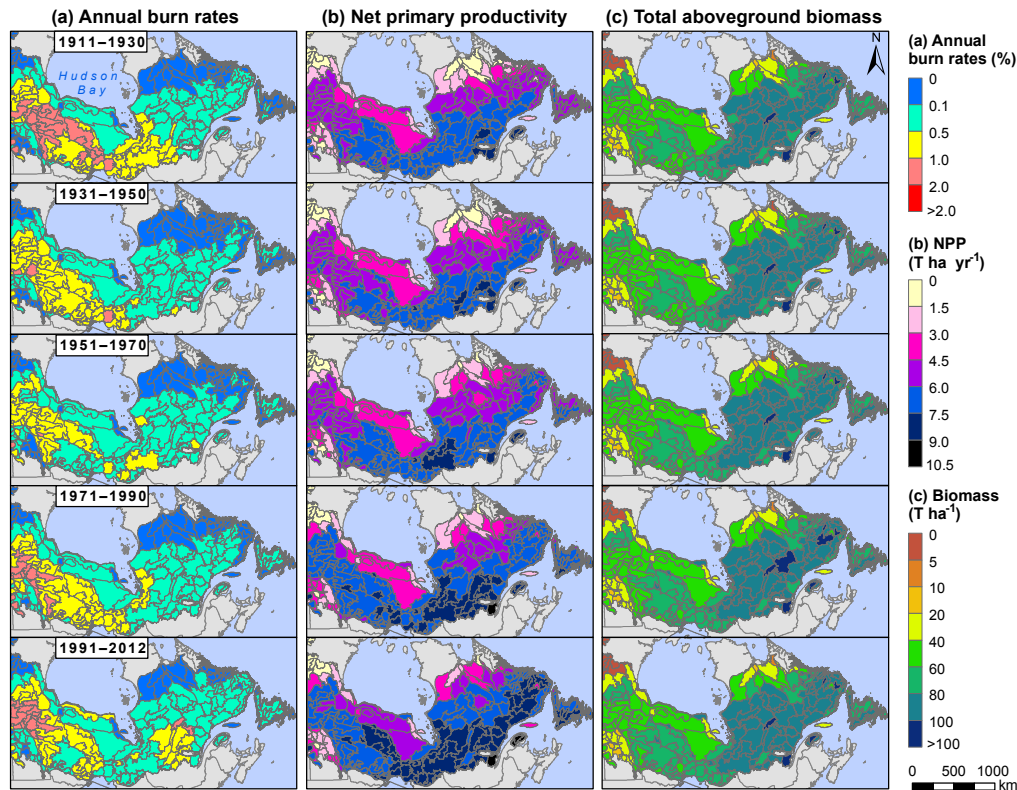 (a) Annual burn rates
(b) Net primary productivity
(c) Total aboveground biomass
1911–1930
Hudson
Bay
N
1931–1950
1951–1970
1971–1990
1991–2012
(a) Annual
burn rates (%)
0
0.1
0.5
1.0
2.0
>2.0
(b) NPP
(T ha yr⁻¹)
0
1.5
3.0
4.5
6.0
7.5
9.0
10.5
(c) Biomass
(T ha⁻¹)
0
5
10
20
40
60
80
100
>100
0 500 1000
km